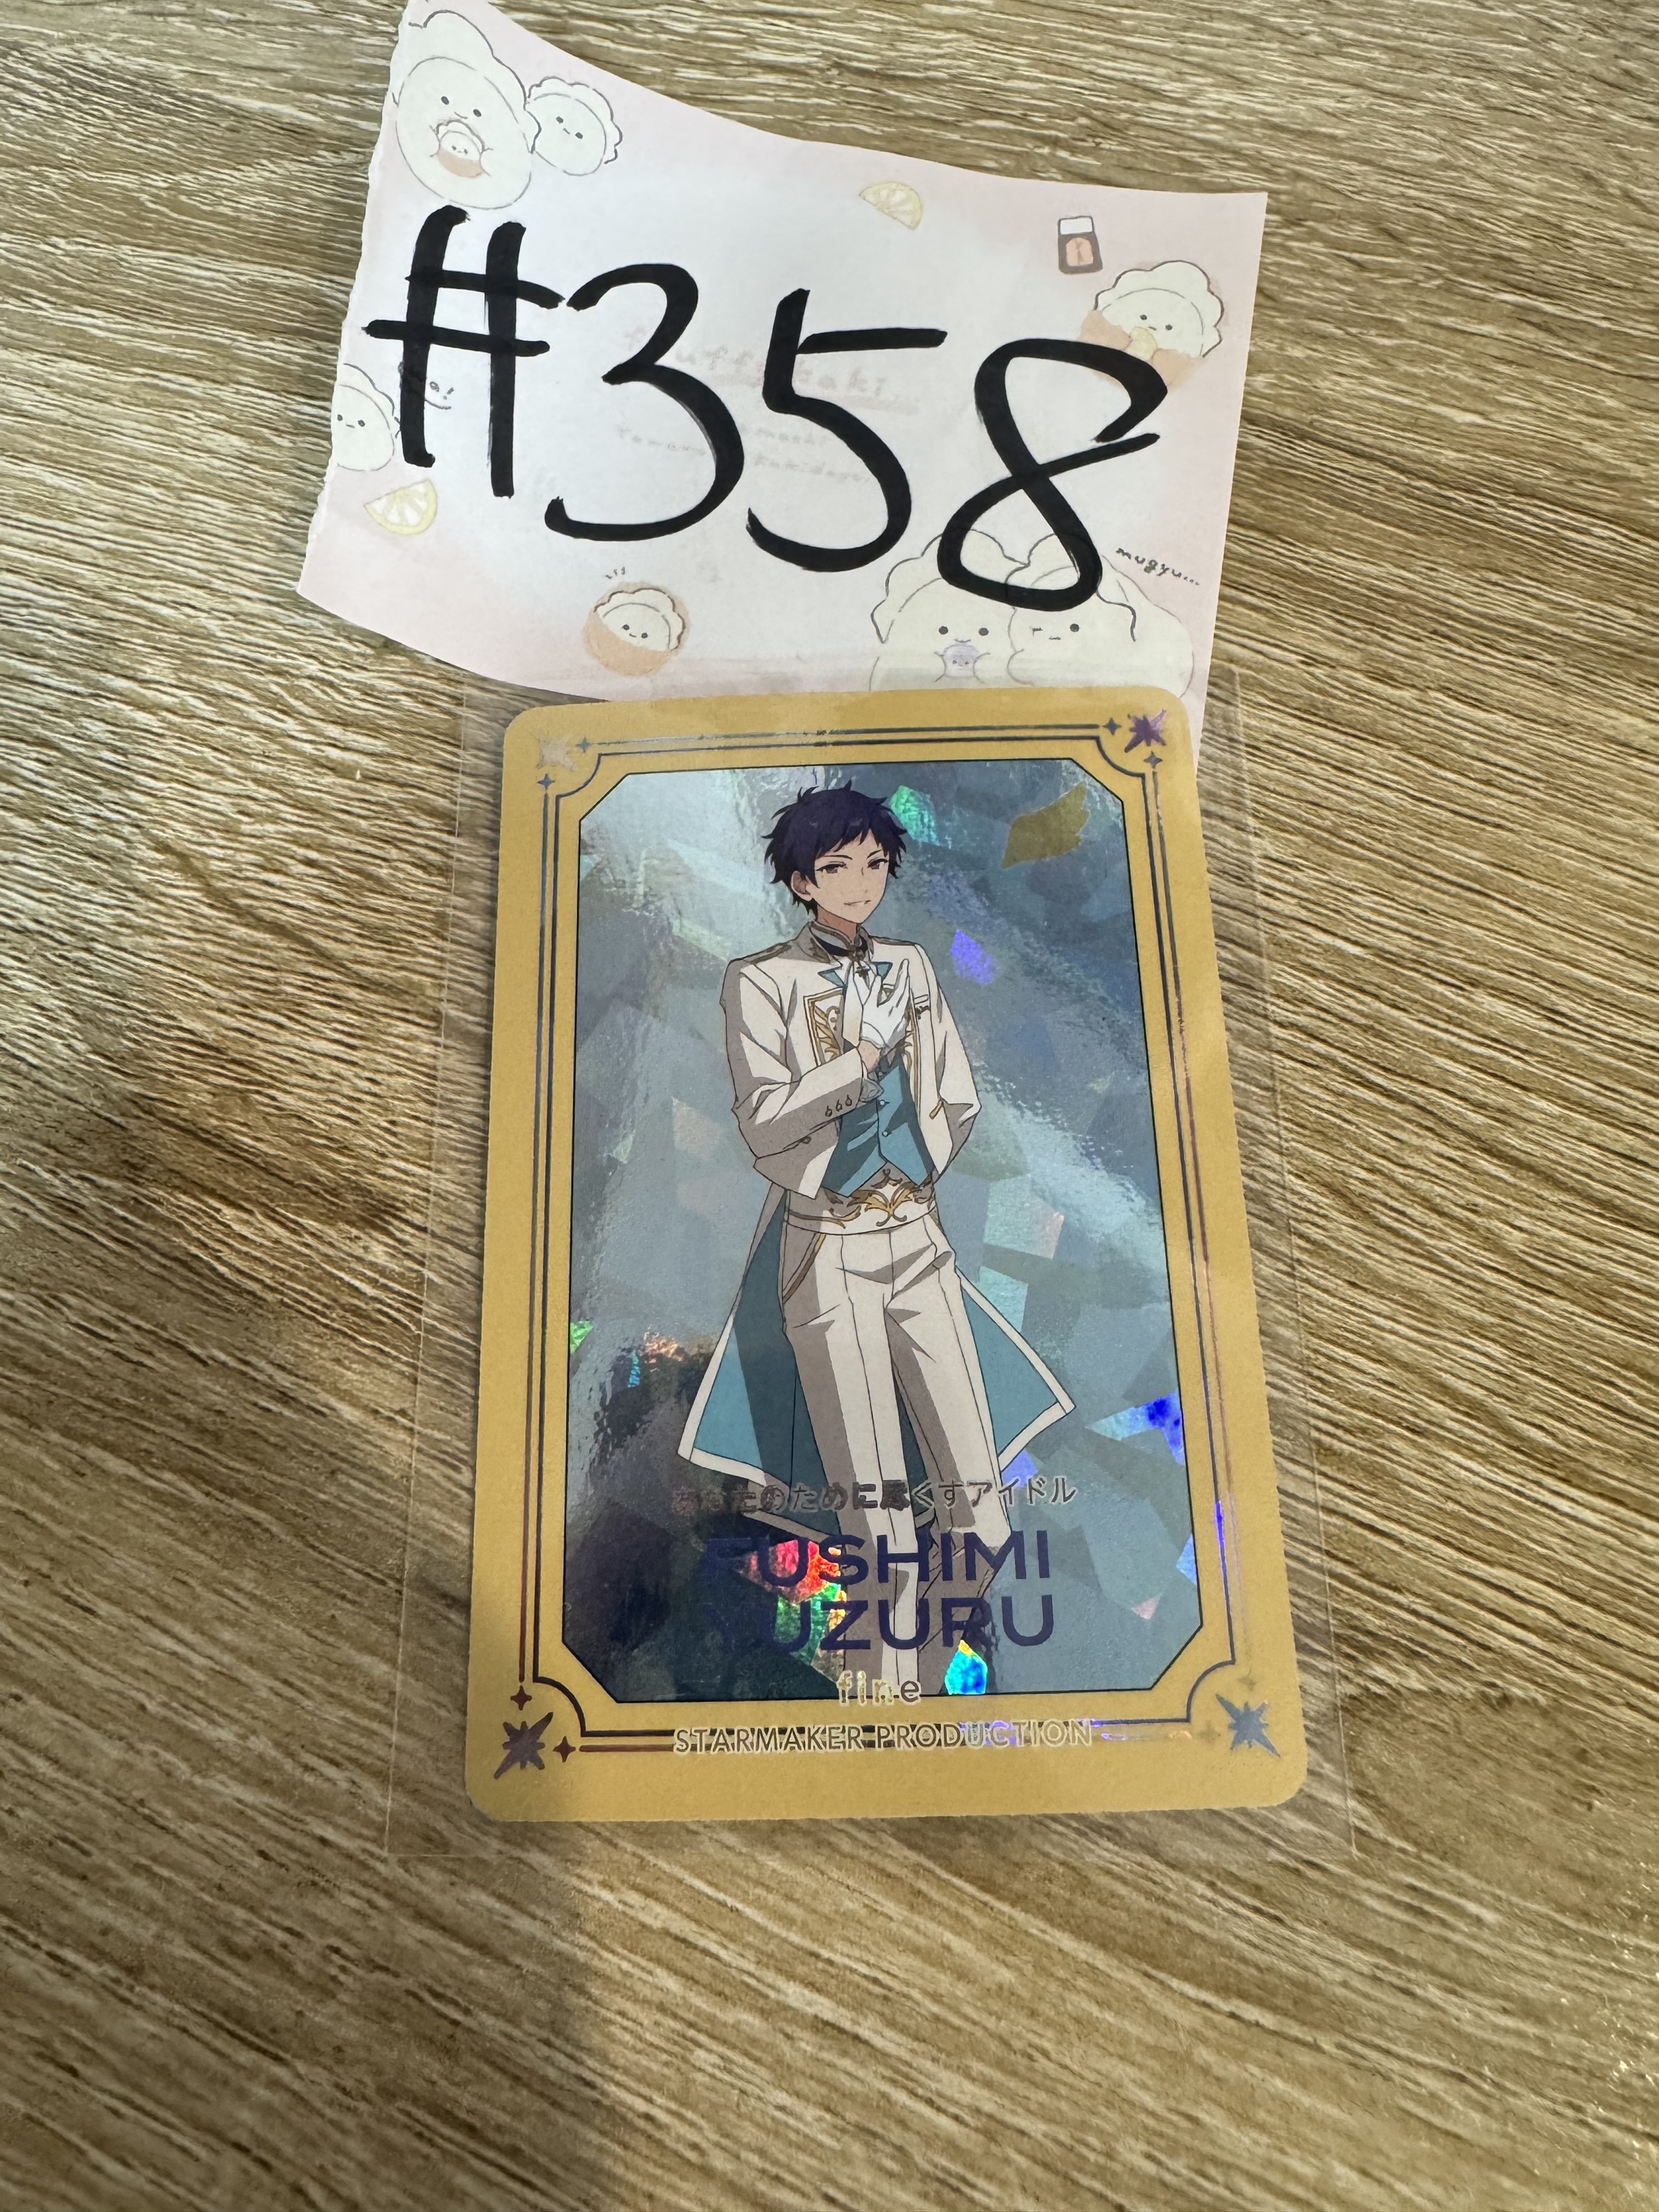 #358
mugyu...
あなたのために尽くすアイドル
FUSHIMI
YUZURU
fine
STARMAKER PRODUCTION